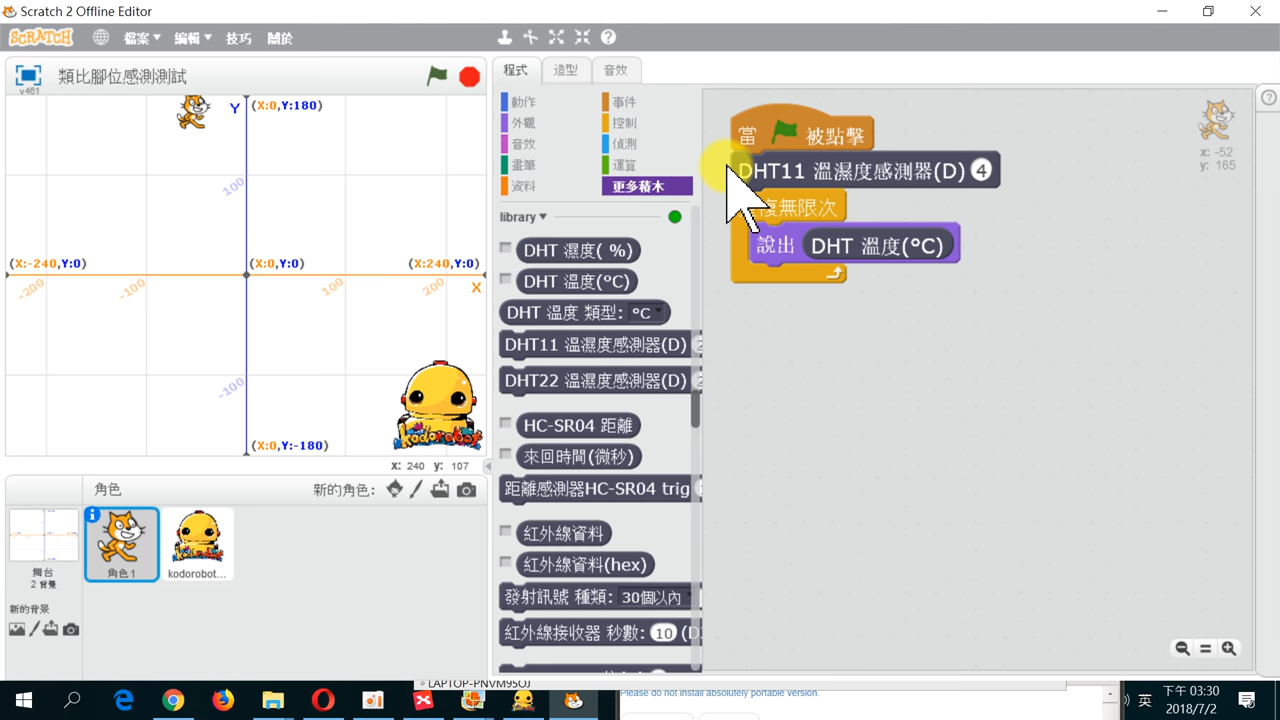 Scratch 2 Offline Editor
SCRATCH
檔案
編輯
技巧
關於
v461
類比腳位感測測試
程式
造型
音效
動作
事件
外觀
控制
音效
偵測
畫筆
運算
資料
更多積木
library
DHT 濕度( %)
DHT 溫度(°C)
DHT 溫度 類型: °C
DHT11 溫濕度感測器(D)
DHT22 溫濕度感測器(D)
HC-SR04 距離
來回時間(微秒)
距離感測器HC-SR04 trig
紅外線資料
紅外線資料(hex)
發射訊號 種類: 30個以內
紅外線接收器 秒數: 10 (D
當 被點擊
DHT11 溫濕度感測器(D) 4
複無限次
說出 DHT 溫度(°C)
x: -52
y: 165
Y (X:0,Y:180)
100
(X:-240,Y:0)
(X:0,Y:0)
(X:240,Y:0)
-200
-100
100
200
X
-100
(X:0,Y:-180)
kodorobot
x: 240 y: 107
角色
新的角色:
舞台
2 背景
新的背景
角色1
kodorobot...
LAPTOP-PNVM95OJ
Please do not install absolutely portable version.
英
下午 03:30
2018/7/2